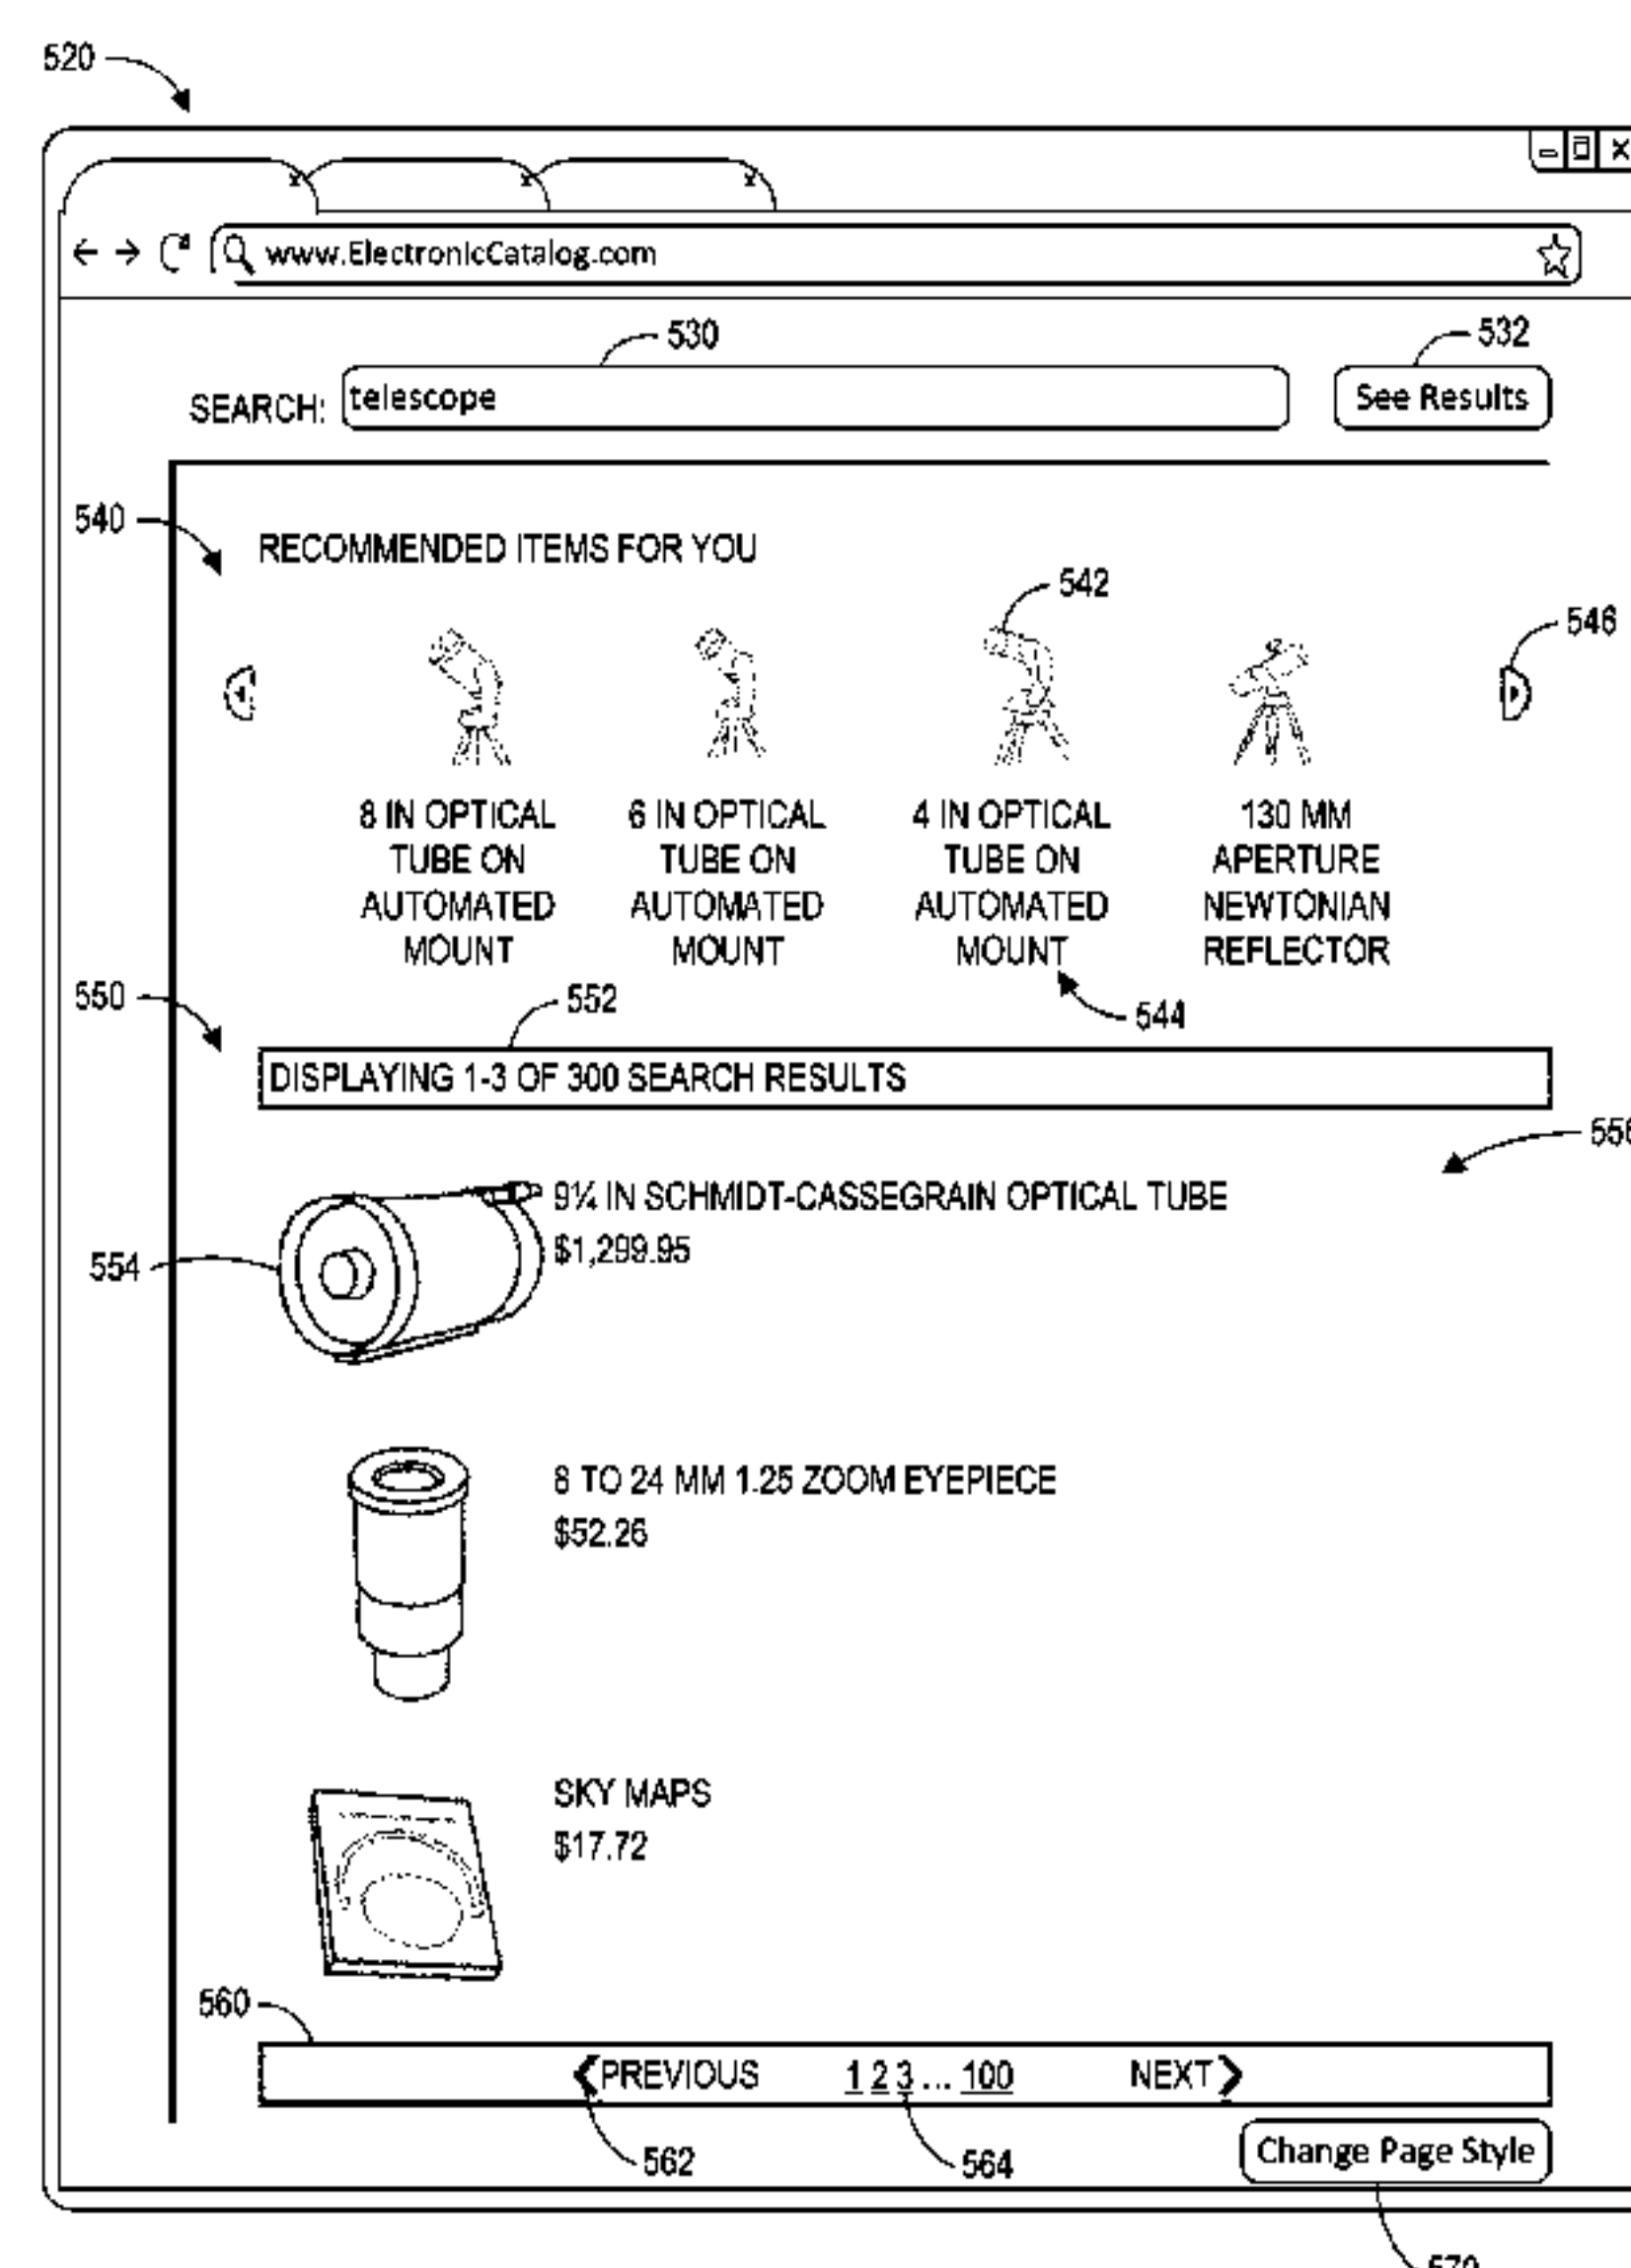 520
www.ElectronicCatalog.com
530
532
SEARCH: telescope See Results
540
RECOMMENDED ITEMS FOR YOU
542
546
8 IN OPTICAL TUBE ON AUTOMATED MOUNT
6 IN OPTICAL TUBE ON AUTOMATED MOUNT
4 IN OPTICAL TUBE ON AUTOMATED MOUNT
130 MM APERTURE NEWTONIAN REFLECTOR
544
550
552
DISPLAYING 1-3 OF 300 SEARCH RESULTS
556
9¼ IN SCHMIDT-CASSEGRAIN OPTICAL TUBE
$1,299.95
554
8 TO 24 MM 1.25 ZOOM EYEPIECE
$52.26
SKY MAPS
$17.72
560
PREVIOUS 1 2 3 ... 100 NEXT
562
564
Change Page Style